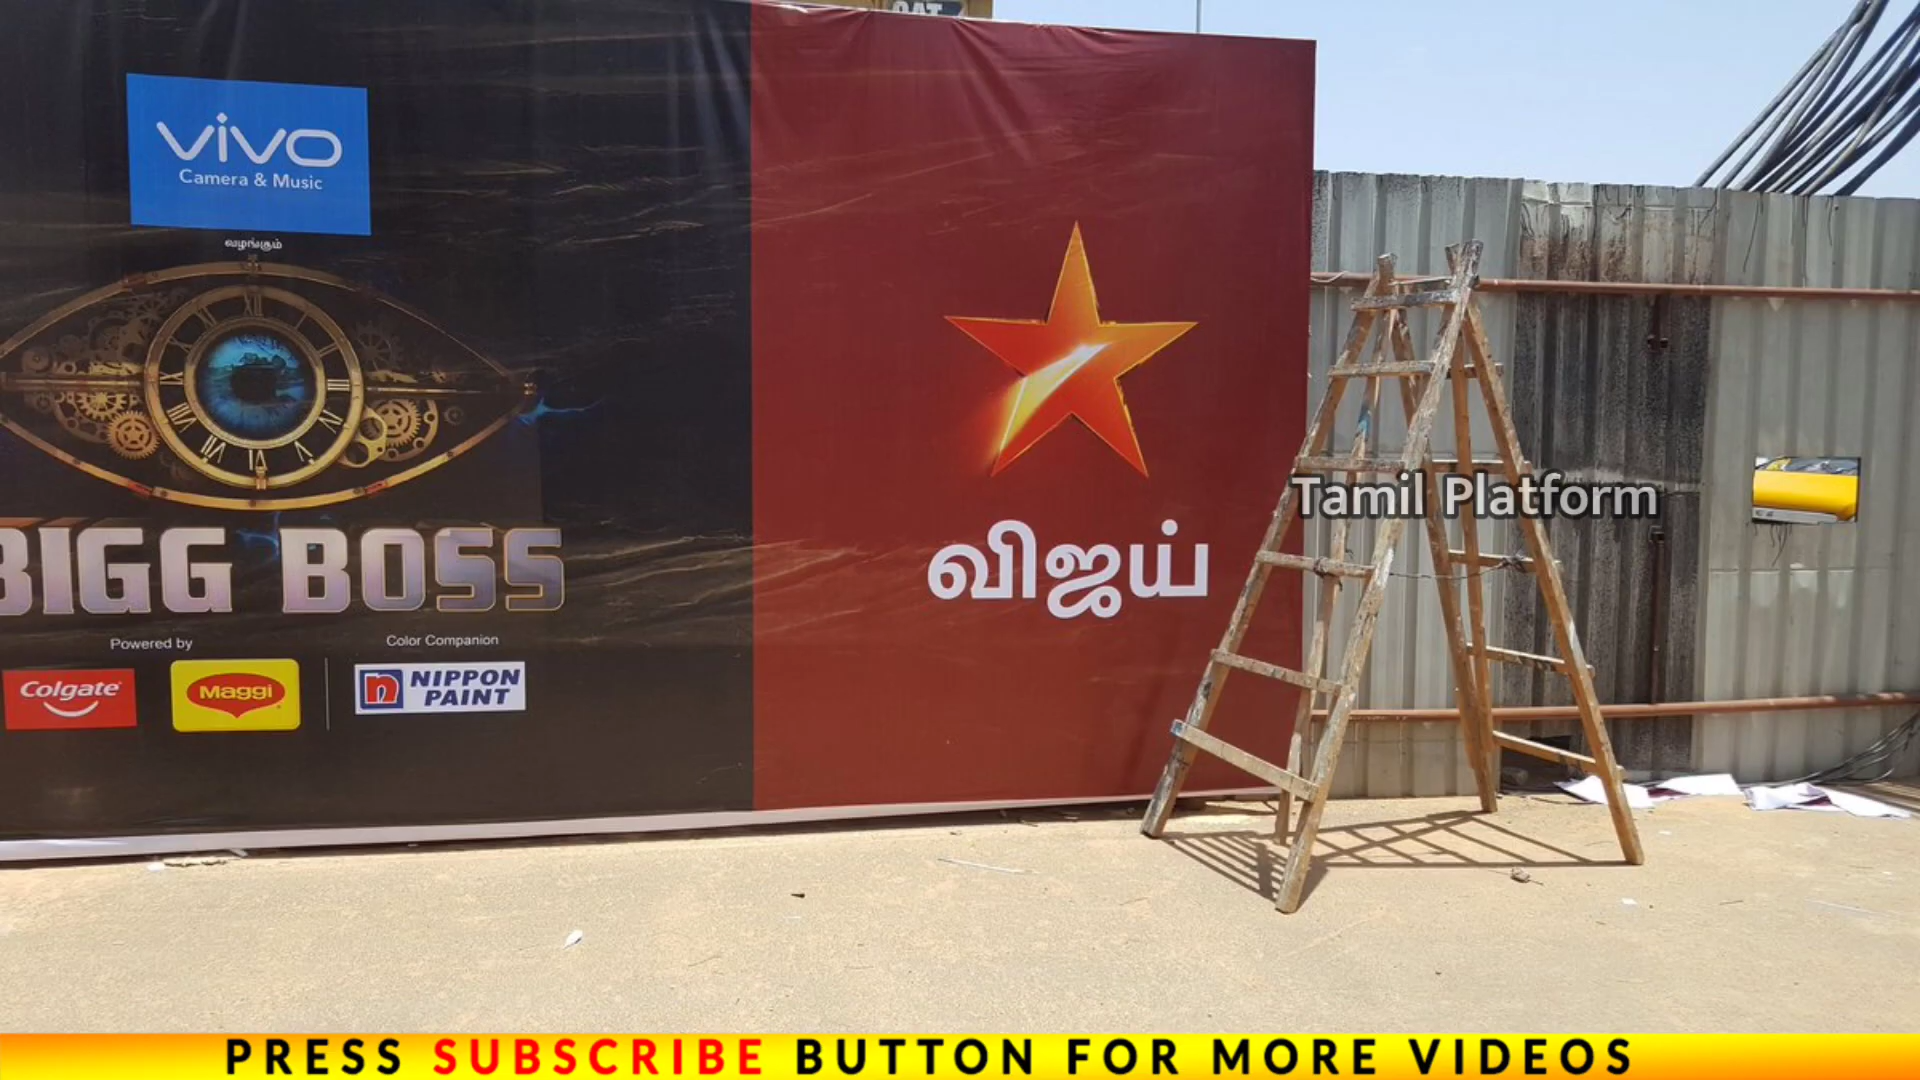 CAT
vivo
Camera & Music
வழங்கும்
BIGG BOSS
Powered by
Color Companion
Colgate
Maggi
NIPPON
PAINT
விஜய்
Tamil Platform
PRESS SUBSCRIBE BUTTON FOR MORE VIDEOS